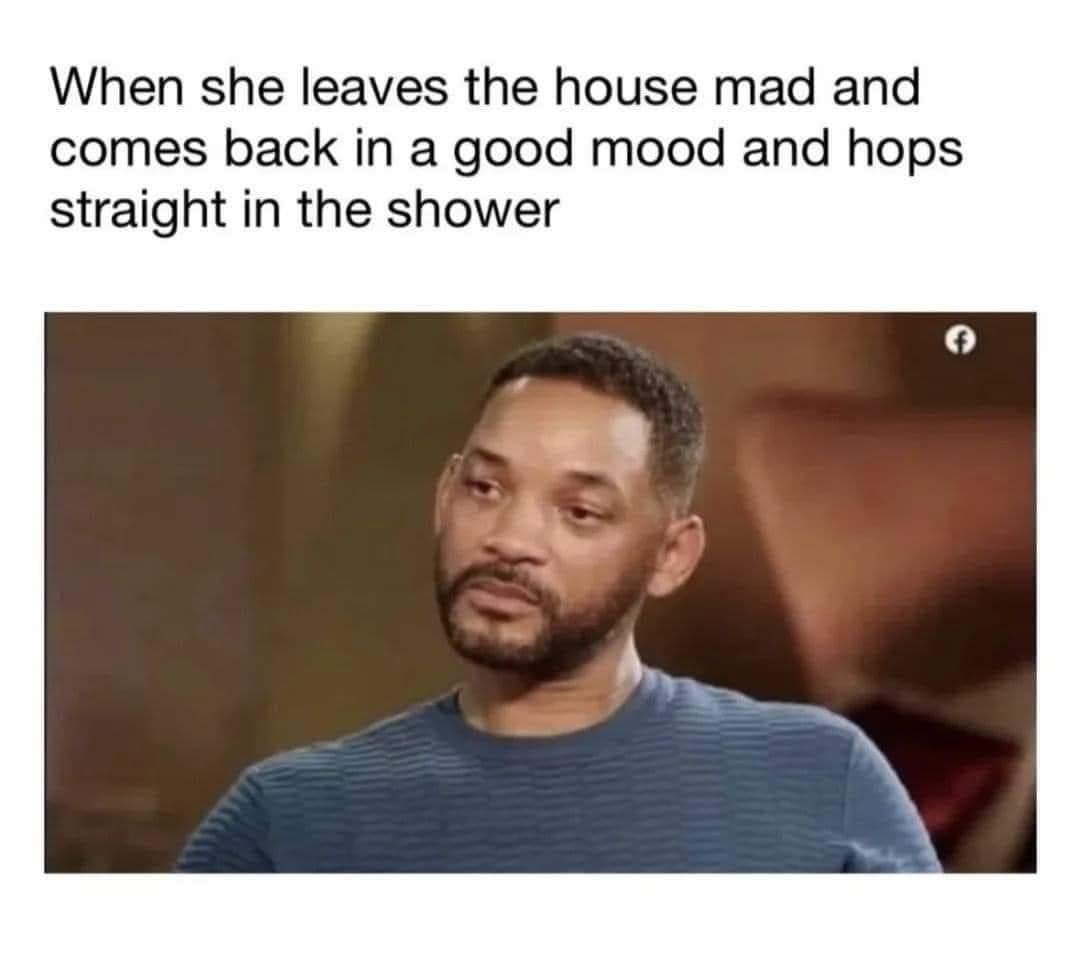 When she leaves the house mad and
comes back in a good mood and hops
straight in the shower